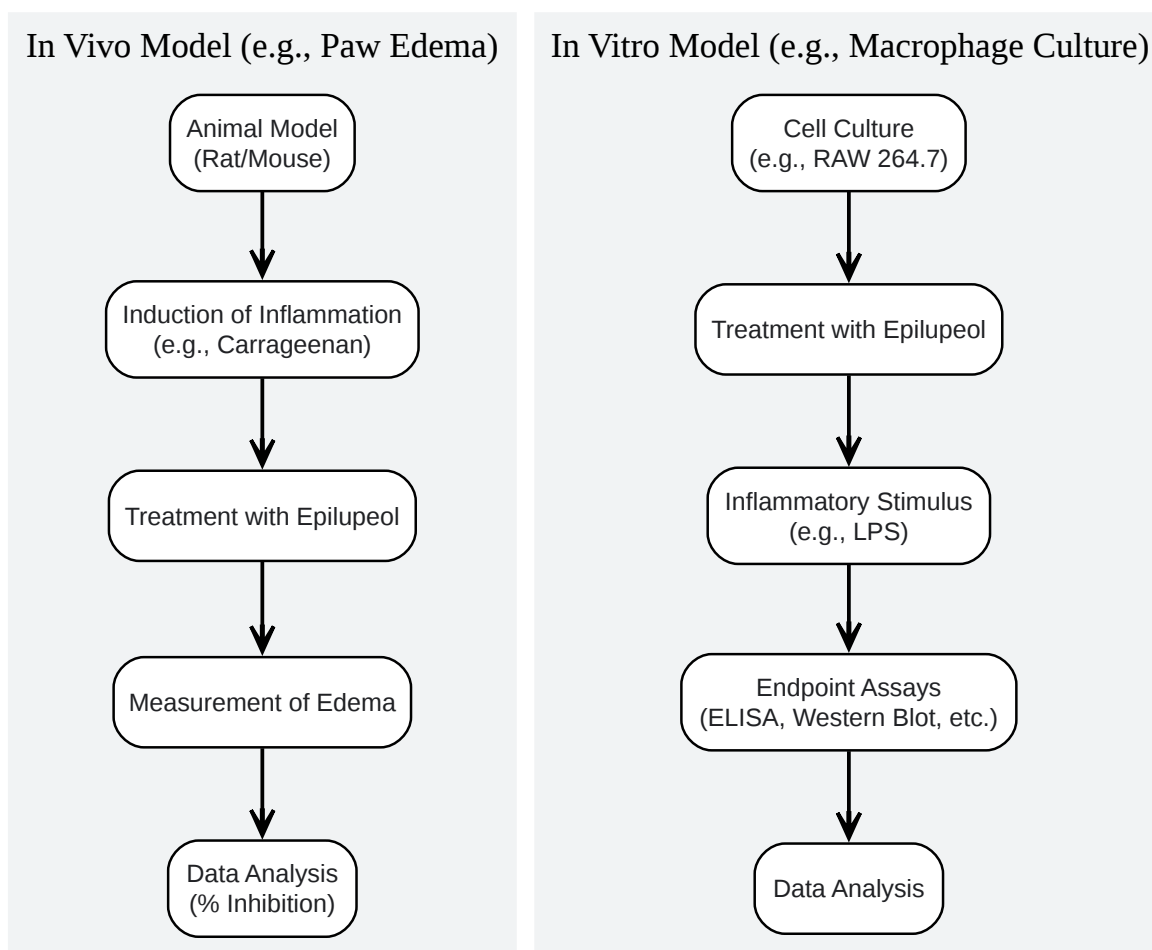 In Vivo Model (e.g., Paw Edema)
Animal Model
(Rat/Mouse)
Induction of Inflammation
(e.g., Carrageenan)
Treatment with Epilupeol
Measurement of Edema
Data Analysis
(% Inhibition)
In Vitro Model (e.g., Macrophage Culture)
Cell Culture
(e.g., RAW 264.7)
Treatment with Epilupeol
Inflammatory Stimulus
(e.g., LPS)
Endpoint Assays
(ELISA, Western Blot, etc.)
Data Analysis